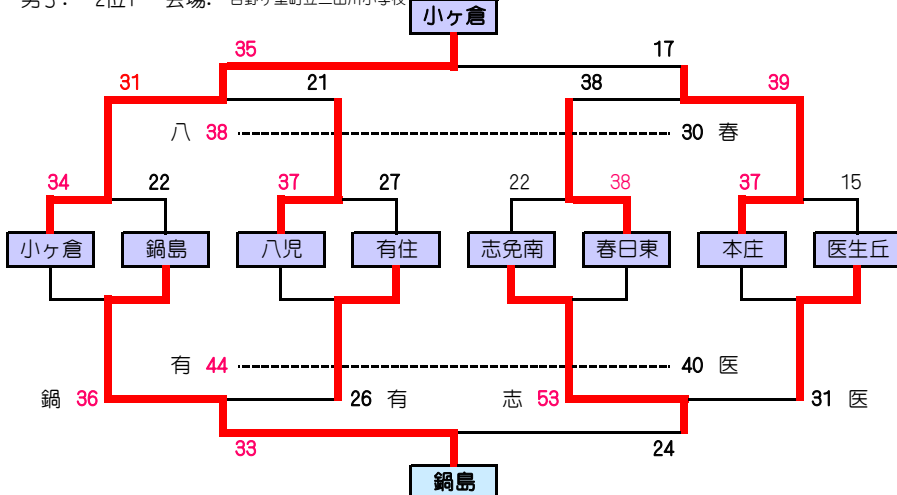 小ヶ倉
35 17
31 21 38 39
八 38 30 春
34 22 37 27 22 38 37 15
小ヶ倉 鍋島 八児 有住 志免南 春日東 本庄 医生丘
有 44 40 医
鍋 36 26 有 志 53 31 医
33 24
鍋島